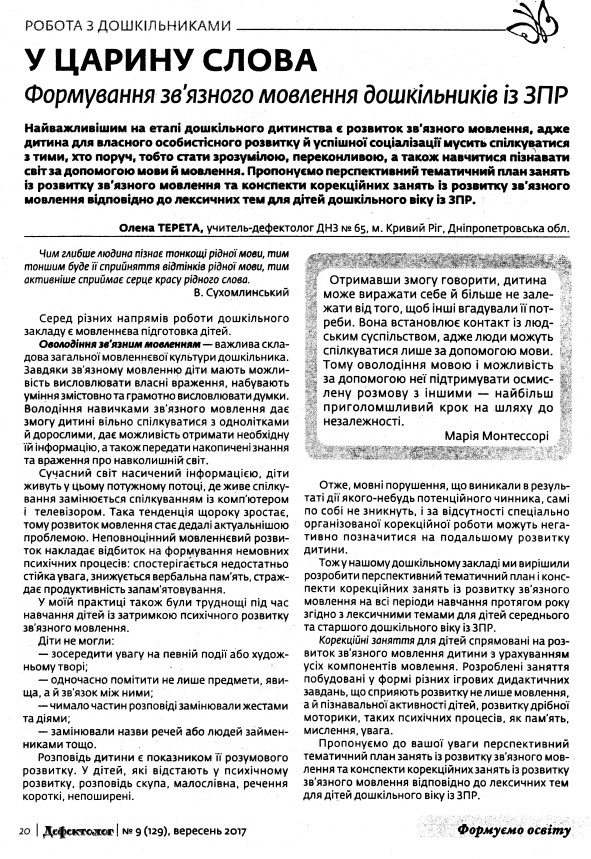 РОБОТА З ДОШКІЛЬНИКАМИ
У ЦАРИНУ СЛОВА
Формування зв'язного мовлення дошкільників із ЗПР
Найважливішим на етапі дошкільного дитинства є розвиток зв'язного мовлення, адже
дитина для власного особистісного розвитку й успішної соціалізації мусить спілкуватися
з тими, хто поруч, тобто стати зрозумілою, переконливою, а також навчитися пізнавати
світ за допомогою мови й мовлення. Пропонуємо перспективний тематичний план занять
із розвитку зв'язного мовлення та конспекти корекційних занять із розвитку зв'язного
мовлення відповідно до лексичних тем для дітей дошкільного віку із ЗПР.
Олена ТЕРЕТА, учитель-дефектолог ДНЗ № 65, м. Кривий Ріг, Дніпропетровська обл.
Чим глибше людина пізнає тонкощі рідної мови, тим
тоншим буде її сприйняття відтінків рідної мови, тим
активніше сприймає серце красу рідного слова.
В. Сухомлинський
Серед різних напрямів роботи дошкільного
закладу є мовленнєва підготовка дітей.
Оволодіння зв'язним мовленням — важлива скла-
дова загальної мовленнєвої культури дошкільника.
Завдяки зв'язному мовленню діти мають можли-
вість висловлювати власні враження, набувають
уміння змістовно та грамотно висловлювати думки.
Володіння навичками зв'язного мовлення дає
змогу дитині вільно спілкуватися з однолітками
й дорослими, дає можливість отримати необхідну
їй інформацію, а також передати накопичені знання
та враження про навколишній світ.
Сучасний світ насичений інформацією, діти
живуть у цьому потужному потоці, де живе спілку-
вання замінюється спілкуванням із комп'ютером
і телевізором. Така тенденція щороку зростає,
тому розвиток мовлення стає дедалі актуальнішою
проблемою. Неповноцінний мовленнєвий розви-
ток накладає відбиток на формування немовних
психічних процесів: спостерігається недостатньо
стійка увага, знижується вербальна пам'ять, страж-
дає продуктивність запам'ятовування.
У моїй практиці також були труднощі під час
навчання дітей із затримкою психічного розвитку
зв'язного мовлення.
Діти не могли:
— зосередити увагу на певній події або худож-
ньому творі;
— одночасно помітити не лише предмет, яви-
ща, а й зв'язок між ними;
— чимало частин розповіді замінювали жестами
та діями;
— замінювали назви речей або людей займен-
никами тощо.
Розповідь дитини є показником її розумового
розвитку. У дітей, які відстають у психічному
розвитку, розповідь скупа, малослівна, речення
короткі, непоширені.
Отримавши змогу говорити, дитина
може виражати себе й більше не зале-
жати від того, щоб інші вгадували її пот-
реби. Вона встановлює контакт із люд-
ським суспільством, адже люди можуть
спілкуватися лише за допомогою мови.
Тому оволодіння мовою і можливість
за допомогою неї підтримувати осмис-
лену розмову з іншими — найбільш
приголомшливий крок на шляху до
незалежності.
Марія Монтессорі
Отже, мовні порушення, що виникали в резуль-
таті дії якого-небудь потенційного чинника, самі
по собі не зникнуть, і за відсутності спеціально
організованої корекційної роботи можуть нега-
тивно позначитися на подальшому розвитку
дитини.
Тож у нашому дошкільному закладі ми вирішили
розробити перспективний тематичний план і конс-
пекти корекційних занять із розвитку зв'язного
мовлення на всі періоди навчання протягом року
згідно з лексичними темами для дітей середнього
та старшого дошкільного віку із ЗПР.
Корекційні заняття для дітей спрямовані на роз-
виток зв'язного мовлення дитини з урахуванням
усіх компонентів мовлення. Розроблені заняття
побудовані у формі різних ігрових дидактичних
завдань, що сприяють розвитку не лише мовлення,
а й пізнавальної активності дітей, розвитку дрібної
моторики, таких психічних процесів, як пам'ять,
мислення, увага.
Пропонуємо до вашої уваги перспективний
тематичний план занять із розвитку зв'язного мов-
лення та конспекти корекційних занять із розвитку
зв'язного мовлення відповідно до лексичних тем
для дітей дошкільного віку із ЗПР.
20 | Дефектолог | № 9 (129), вересень 2017
Формуємо освіту